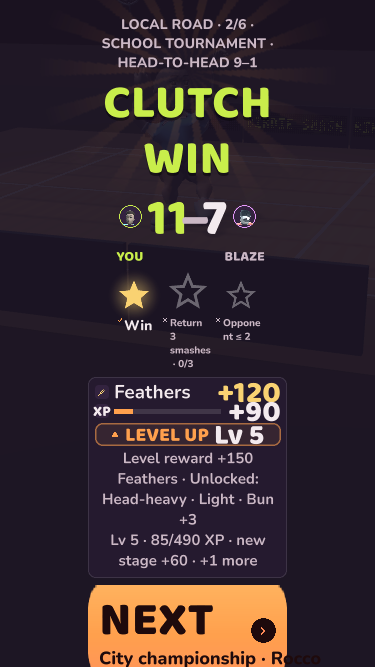 LOCAL ROAD · 2/6 ·
SCHOOL TOURNAMENT ·
HEAD-TO-HEAD 9–1
CLUTCH
WIN
11–7
YOU
BLAZE
Win
Return
3
smashes
· 0/3
Oppone
nt ≤ 2
Feathers +120
XP +90
LEVEL UP Lv 5
Level reward +150
Feathers · Unlocked:
Head-heavy · Light · Bun
+3
Lv 5 · 85/490 XP · new
stage +60 · +1 more
NEXT
City championship · Rocco